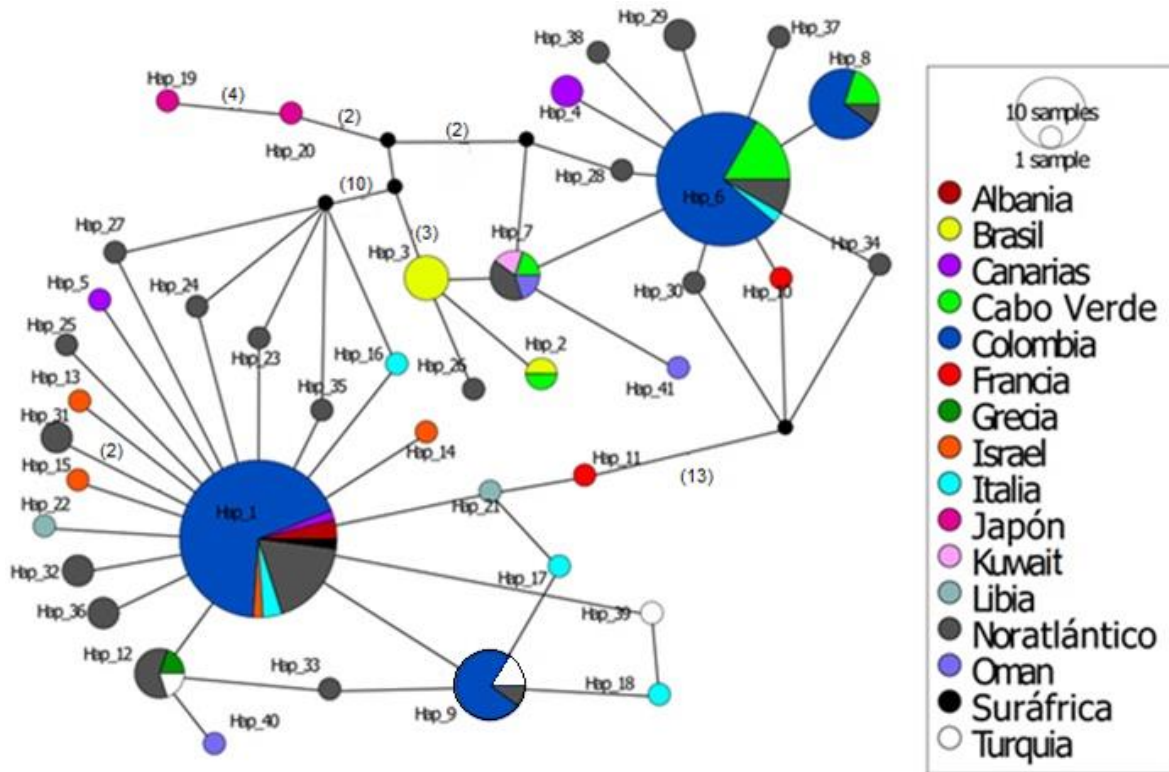 Hap_29
Hap_37
Hap_38
Hap_8
Hap_19
(4)
Hap_4
(2)
(2)
Hap_20
Hap_28
(10)
Hap_6
Hap_27
(3)
Hap_7
Hap_3
Hap_34
Hap_5
Hap_24
Hap_30
Hap_10
Hap_25
Hap_23
Hap_16
Hap_2
Hap_26
Hap_13
Hap_35
Hap_41
Hap_31
(2)
Hap_14
Hap_15
Hap_11
(13)
Hap_22
Hap_1
Hap_21
Hap_32
Hap_17
Hap_36
Hap_39
Hap_12
Hap_33
Hap_18
Hap_9
Hap_40
10 samples
1 sample
Albania
Brasil
Canarias
Cabo Verde
Colombia
Francia
Grecia
Israel
Italia
Japón
Kuwait
Libia
Noratlántico
Oman
Suráfrica
Turquia